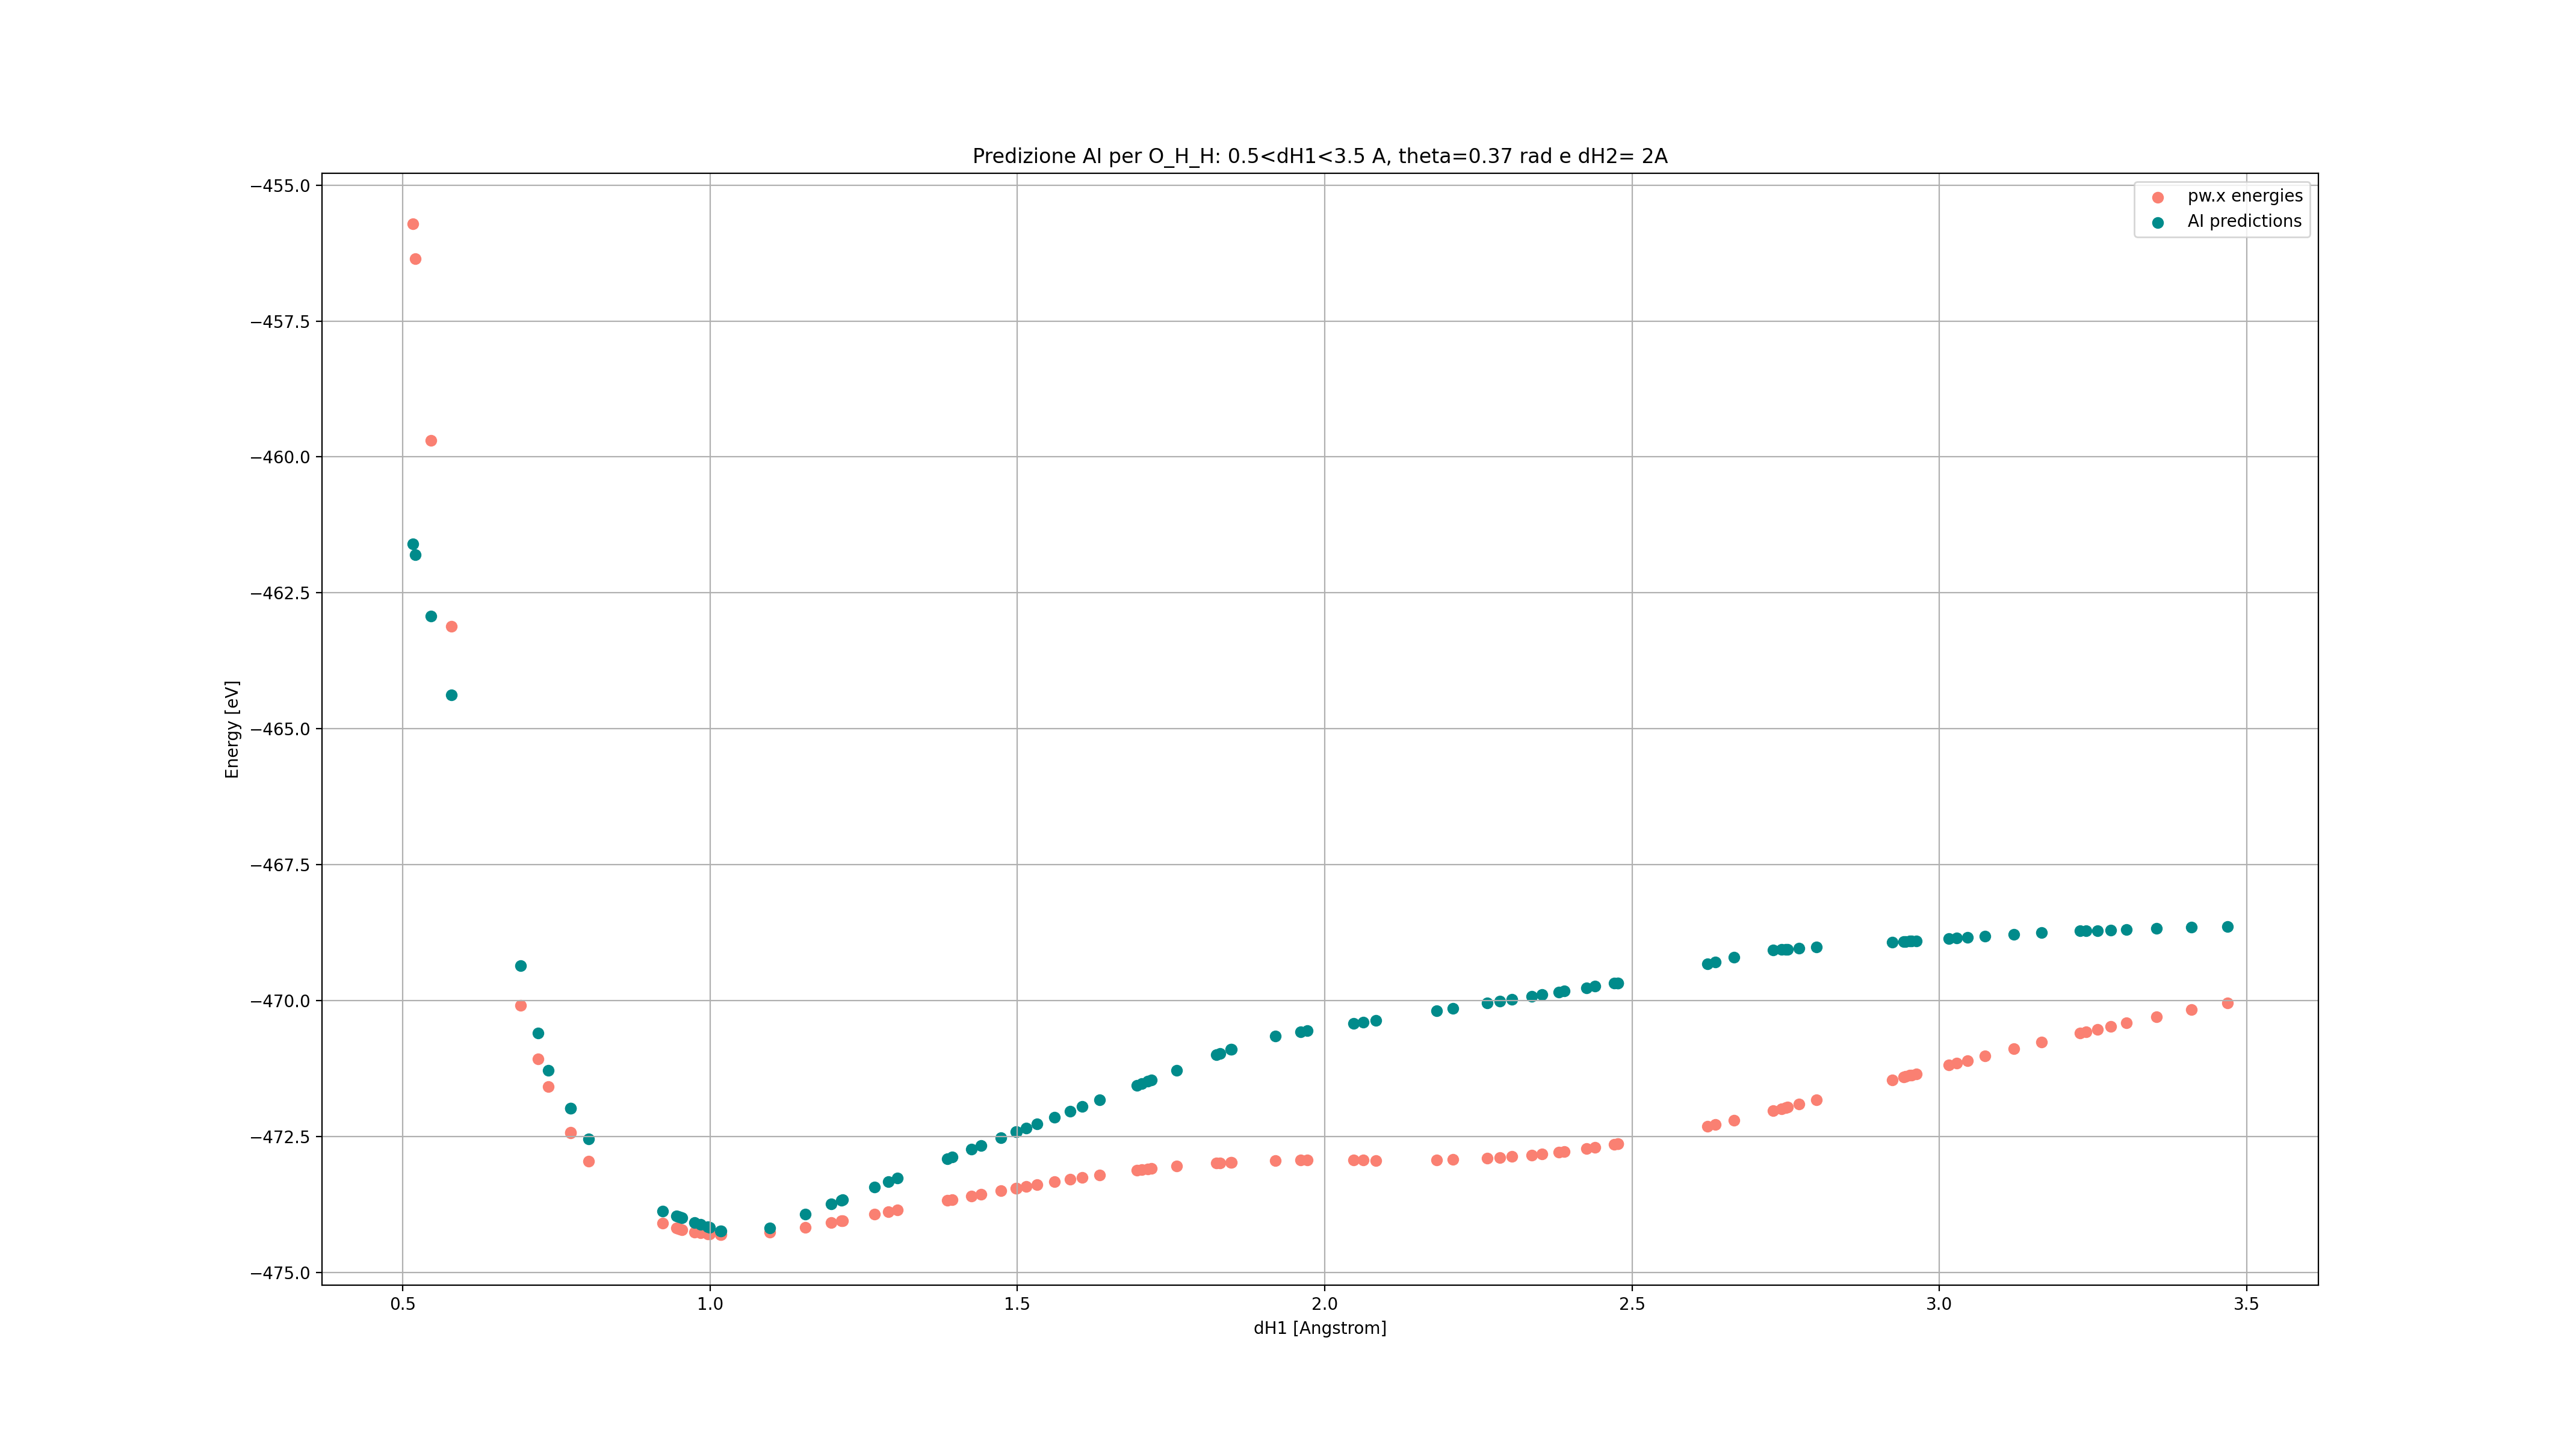 Predizione AI per O_H_H: 0.5<dH1<3.5 A, theta=0.37 rad e dH2= 2A
pw.x energies
AI predictions
−455.0
−457.5
−460.0
−462.5
−465.0
−467.5
−470.0
−472.5
−475.0
Energy [eV]
0.5 1.0 1.5 2.0 2.5 3.0 3.5
dH1 [Angstrom]